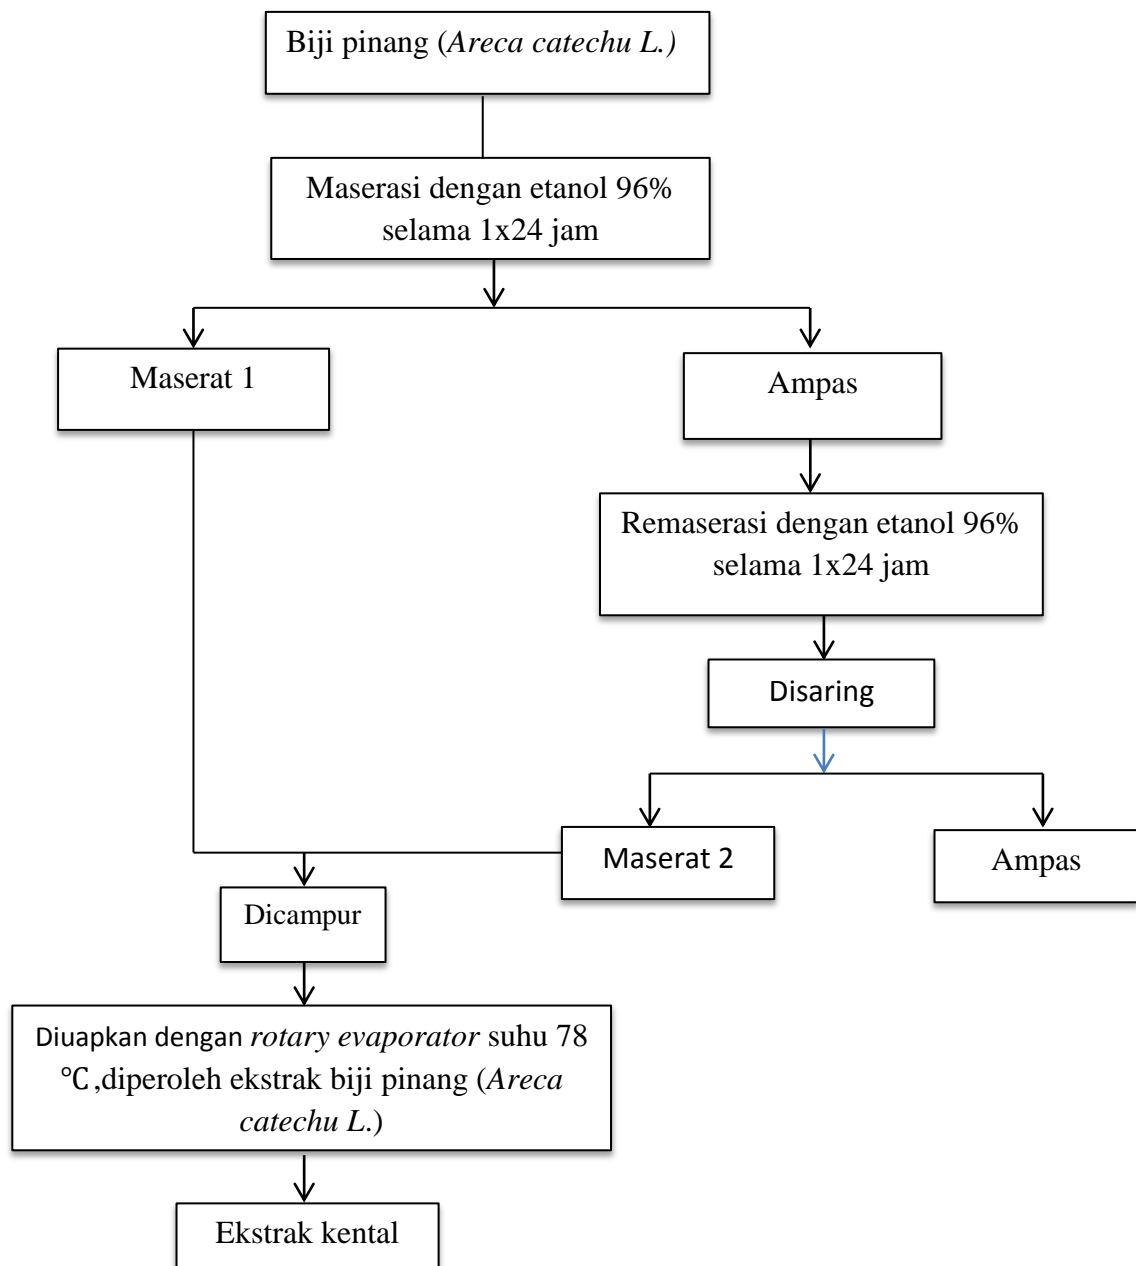 Biji pinang (Areca catechu L.)
Maserasi dengan etanol 96%
selama 1x24 jam
Maserat 1
Ampas
Remaserasi dengan etanol 96%
selama 1x24 jam
Disaring
Maserat 2
Ampas
Dicampur
Diuapkan dengan rotary evaporator suhu 78
℃,diperoleh ekstrak biji pinang (Areca
catechu L.)
Ekstrak kental